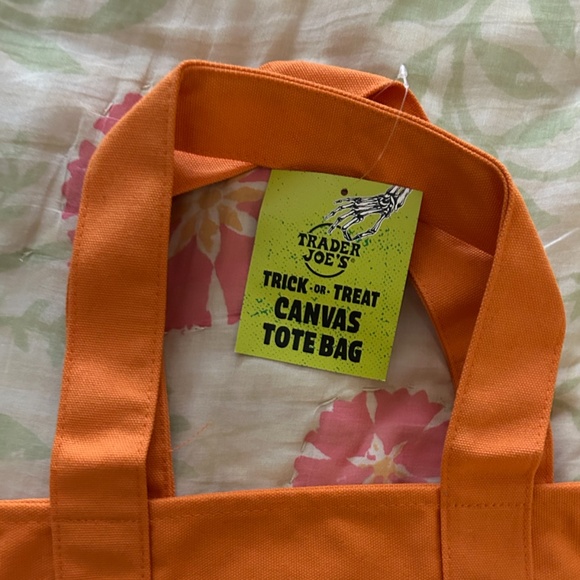 TRADER
JOE'S®
TRICK·OR·TREAT
CANVAS
TOTE BAG